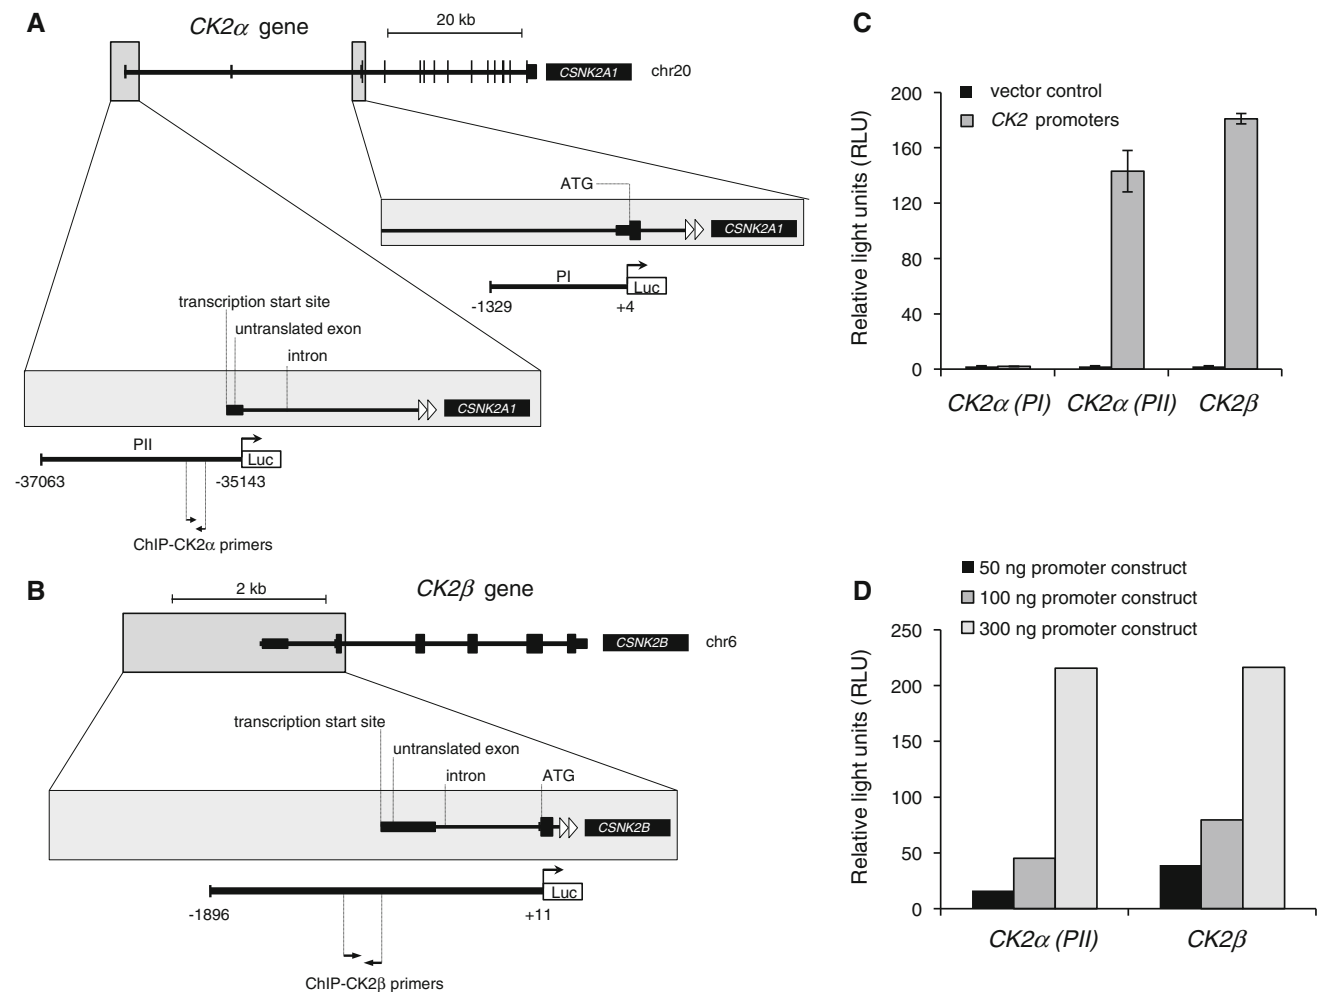 A
CK2α gene
20 kb
CSNK2A1
chr20
ATG
CSNK2A1
PI
Luc
-1329
+4
transcription start site
untranslated exon
intron
CSNK2A1
PII
Luc
-37063
-35143
ChIP-CK2α primers
B
2 kb
CK2β gene
CSNK2B
chr6
transcription start site
untranslated exon
intron
ATG
CSNK2B
Luc
-1896
+11
ChIP-CK2β primers
C
vector control
CK2 promoters
Relative light units (RLU)
200
160
120
80
40
0
CK2α (PI)
CK2α (PII)
CK2β
D
50 ng promoter construct
100 ng promoter construct
300 ng promoter construct
Relative light units (RLU)
250
200
150
100
50
0
CK2α (PII)
CK2β